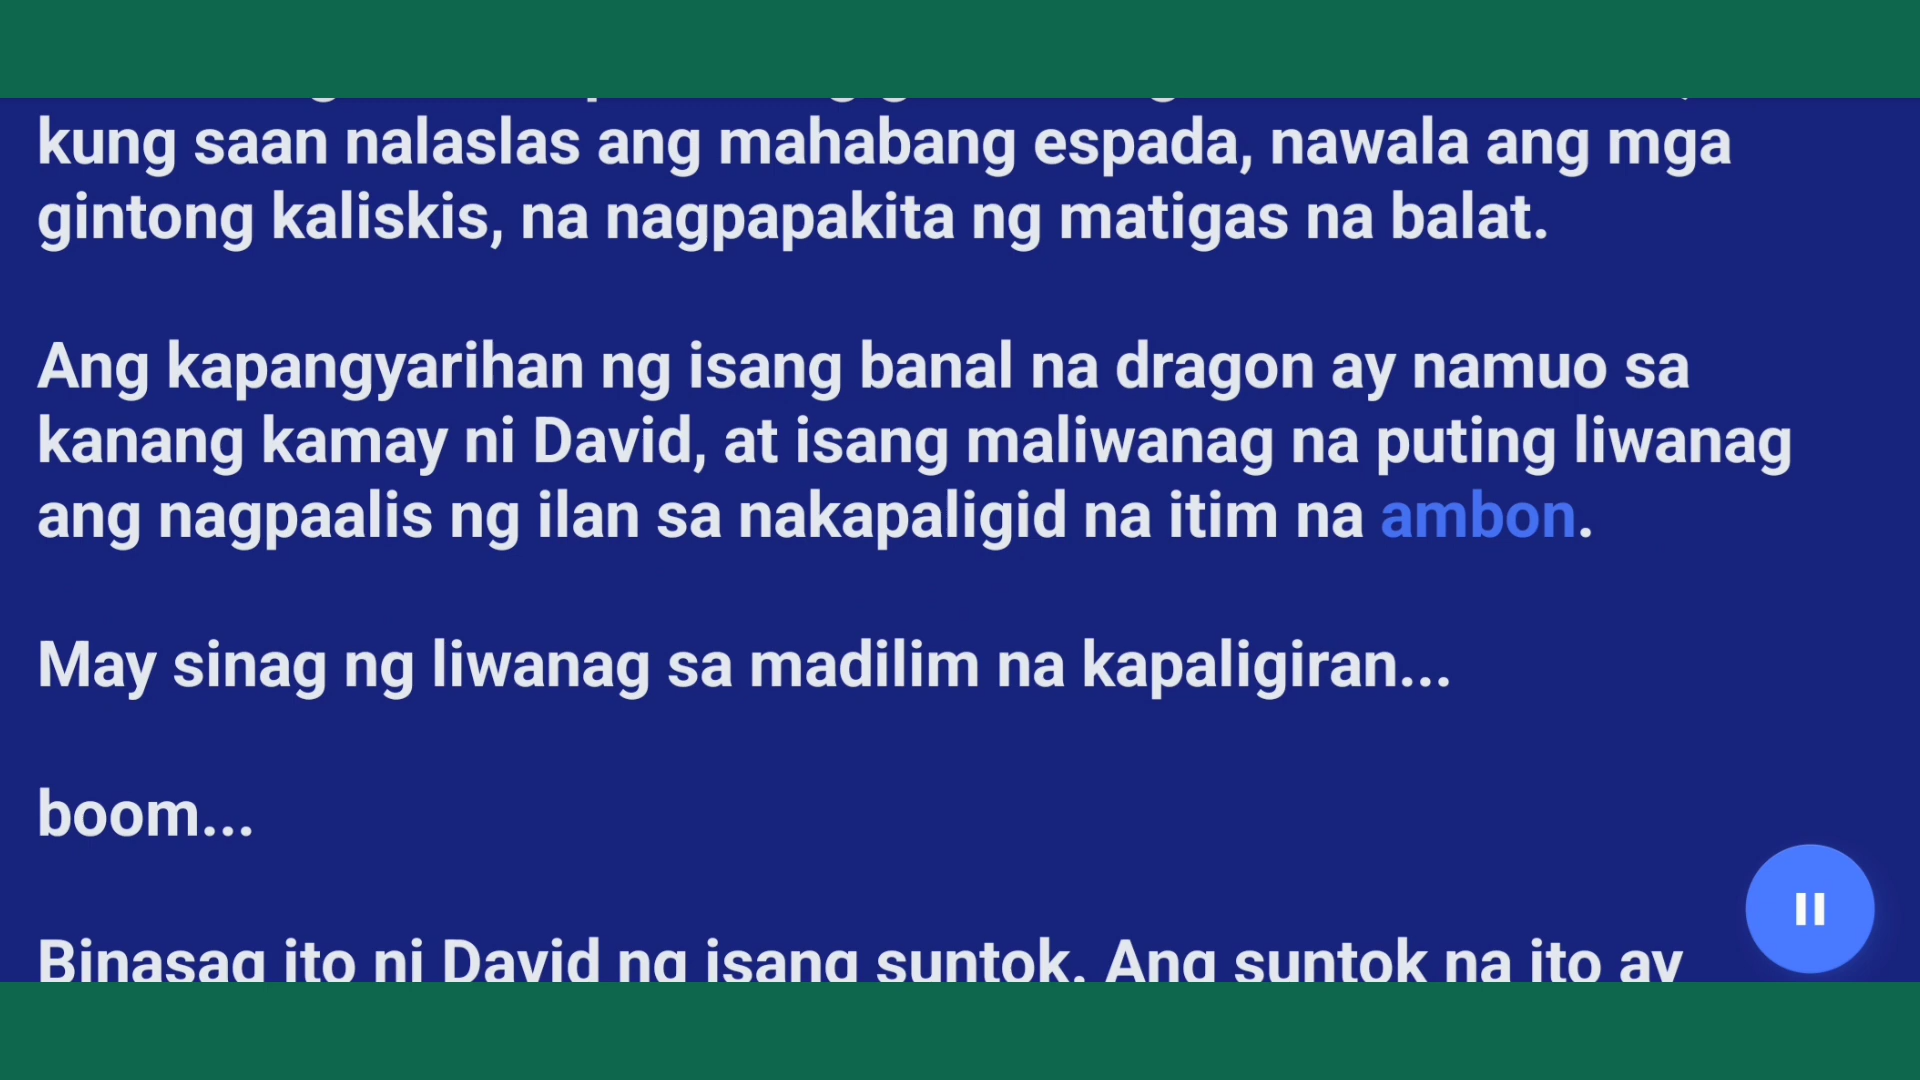 kung saan nalaslas ang mahabang espada, nawala ang mga
gintong kaliskis, na nagpapakita ng matigas na balat.
Ang kapangyarihan ng isang banal na dragon ay namuo sa
kanang kamay ni David, at isang maliwanag na puting liwanag
ang nagpaalis ng ilan sa nakapaligid na itim na ambon.
May sinag ng liwanag sa madilim na kapaligiran...
boom...
Binasag ito ni David ng isang suntok. Ang suntok na ito ay